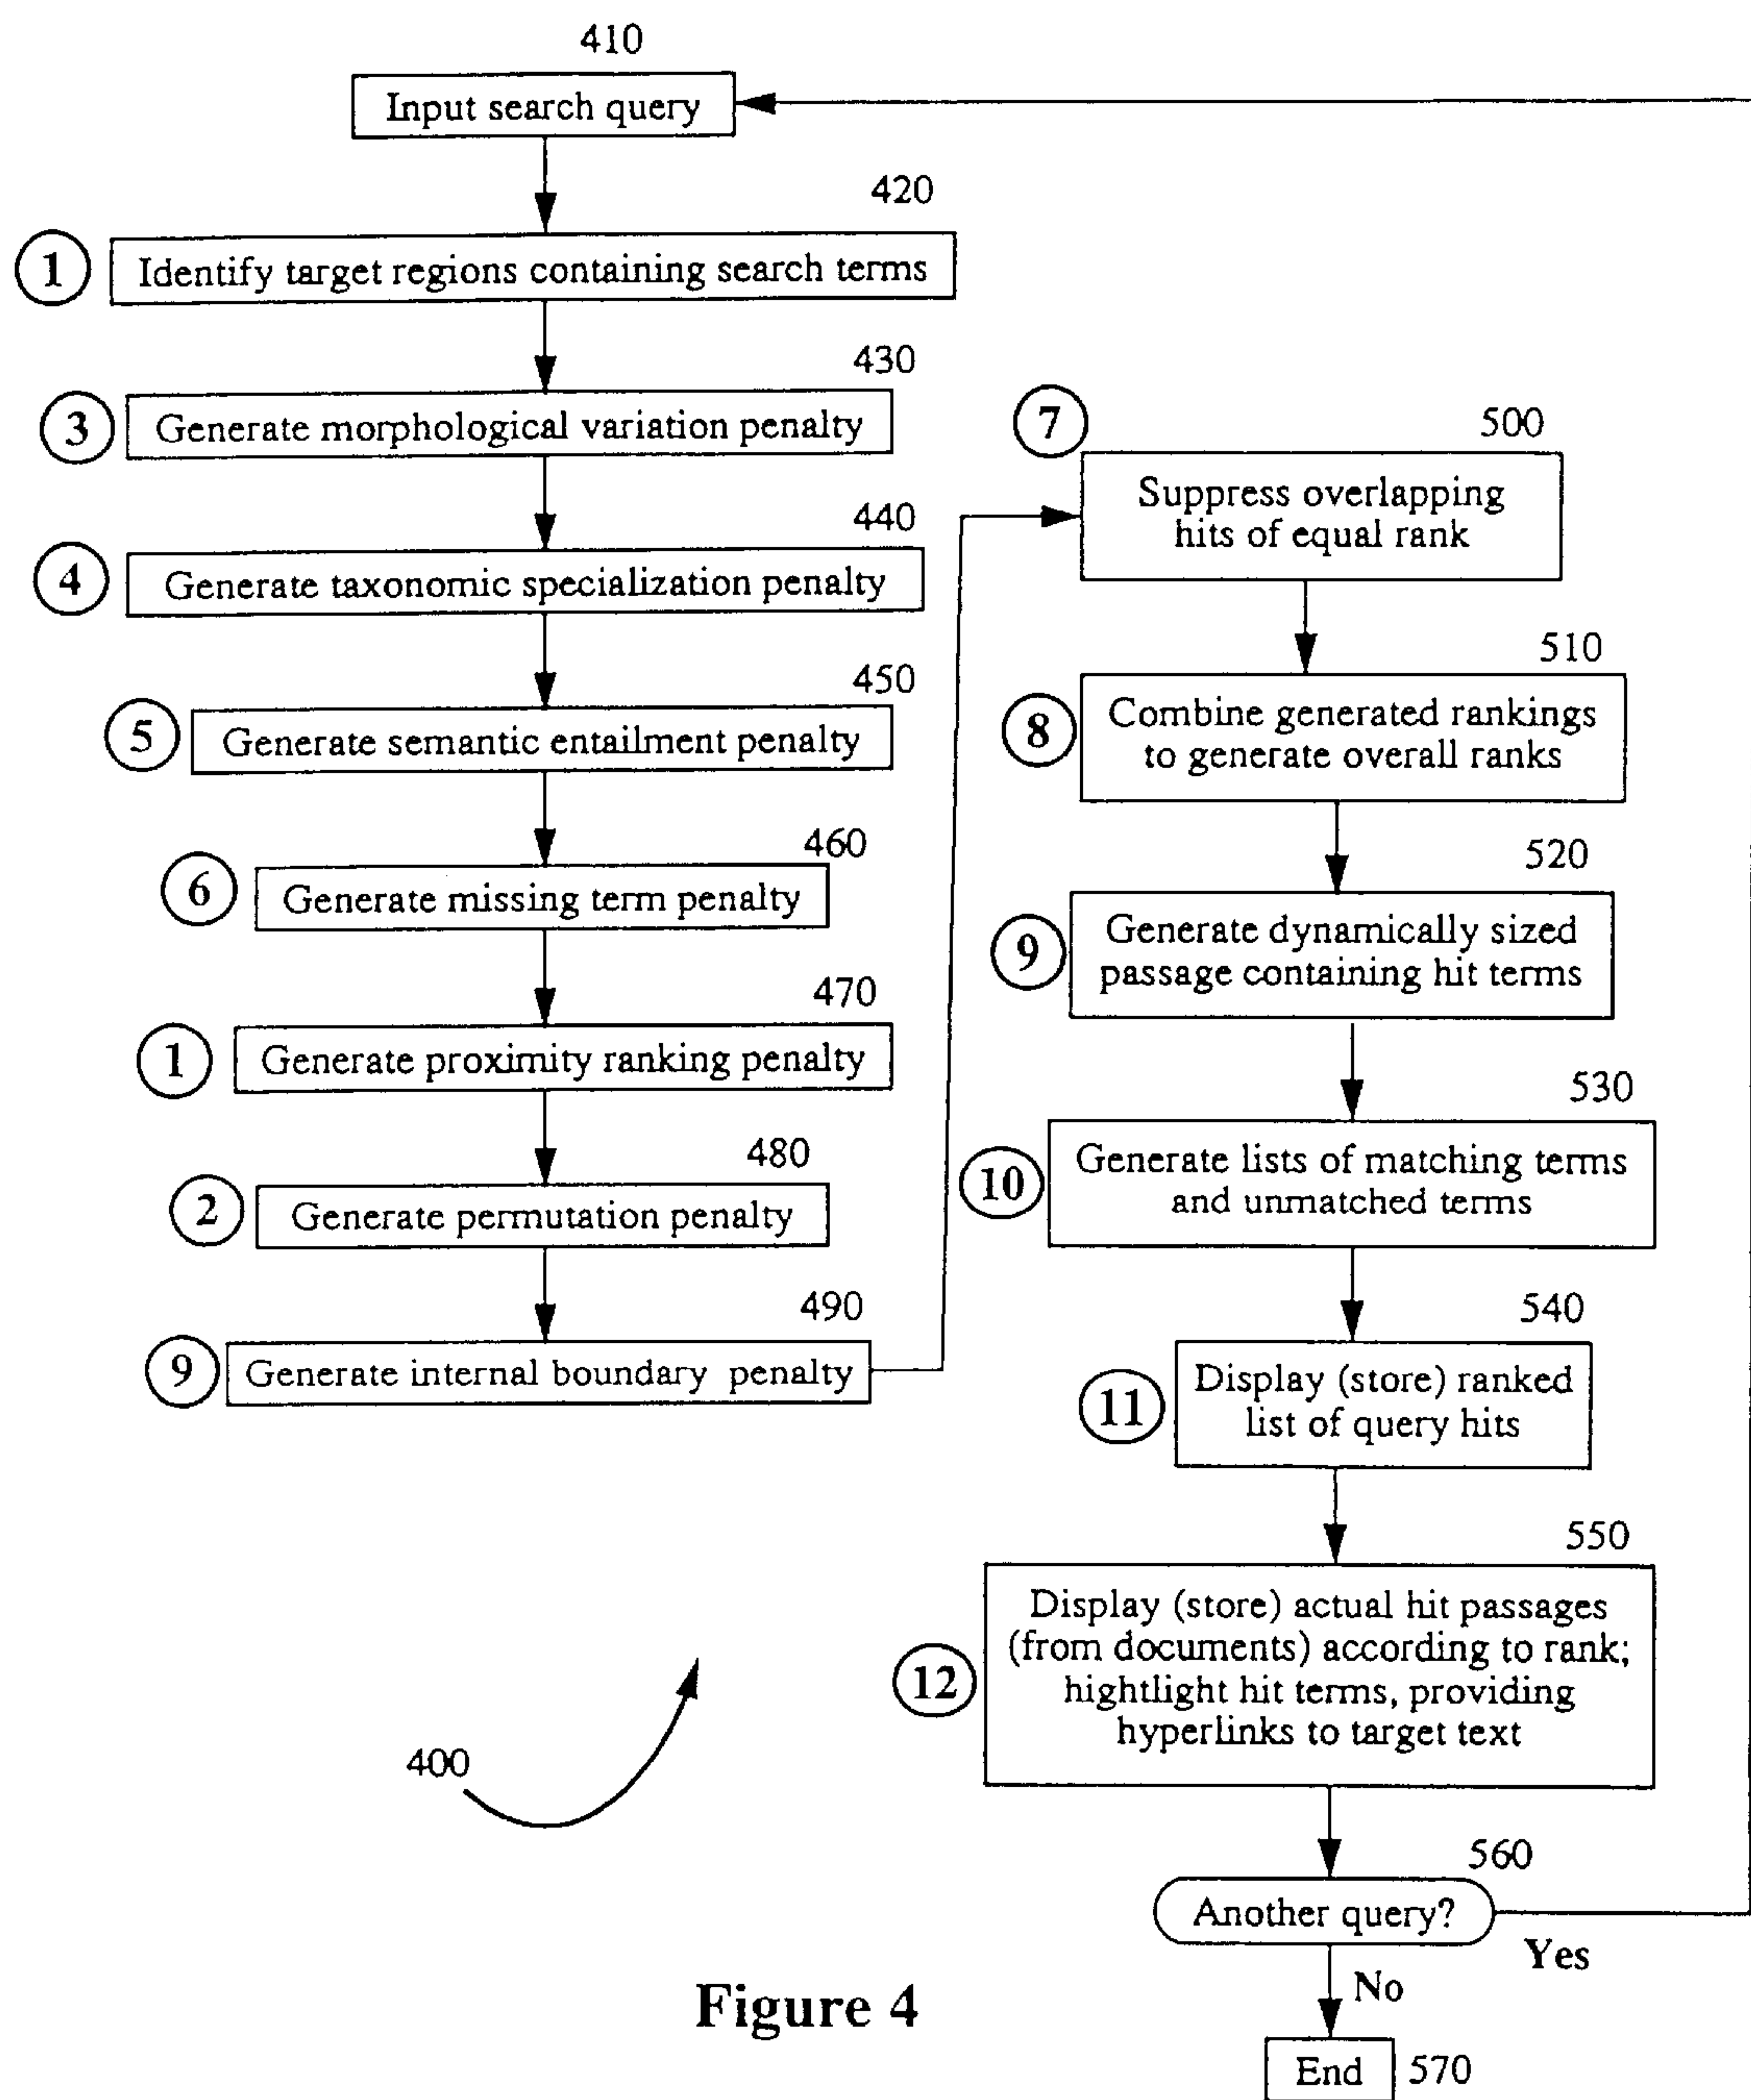 410
Input search query
420
1
Identify target regions containing search terms
430
3
Generate morphological variation penalty
440
4
Generate taxonomic specialization penalty
450
5
Generate semantic entailment penalty
460
6
Generate missing term penalty
470
1
Generate proximity ranking penalty
480
2
Generate permutation penalty
490
9
Generate internal boundary penalty
7
500
Suppress overlapping
hits of equal rank
510
8
Combine generated rankings
to generate overall ranks
520
9
Generate dynamically sized
passage containing hit terms
530
10
Generate lists of matching terms
and unmatched terms
540
11
Display (store) ranked
list of query hits
550
12
Display (store) actual hit passages
(from documents) according to rank;
hightlight hit terms, providing
hyperlinks to target text
560
Another query?
Yes
No
End
570
400
Figure 4